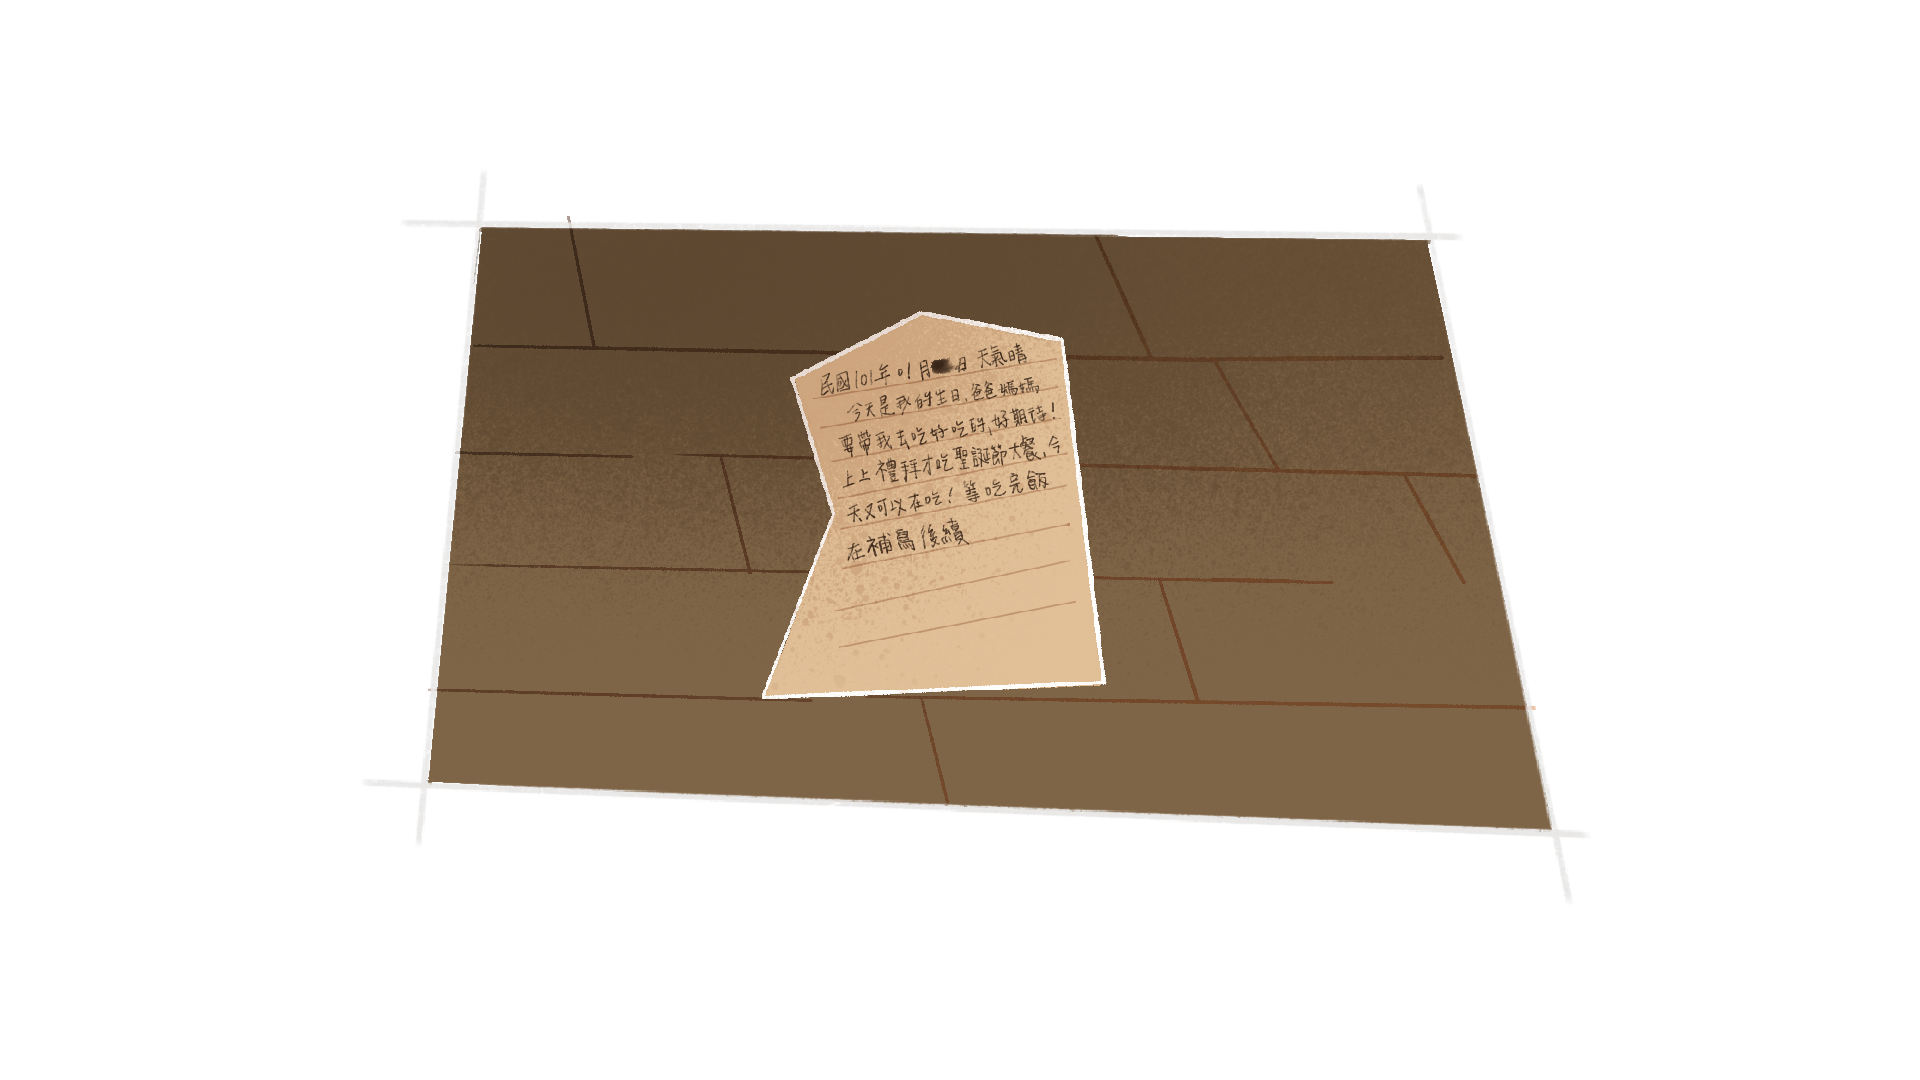 民國101年01月 日 天氣晴
今天是我的生日,爸爸媽媽
要帶我去吃好吃的,好期待!
上上禮拜才吃聖誕節大餐,今
天又可以在吃!等吃完飯
在補寫後續